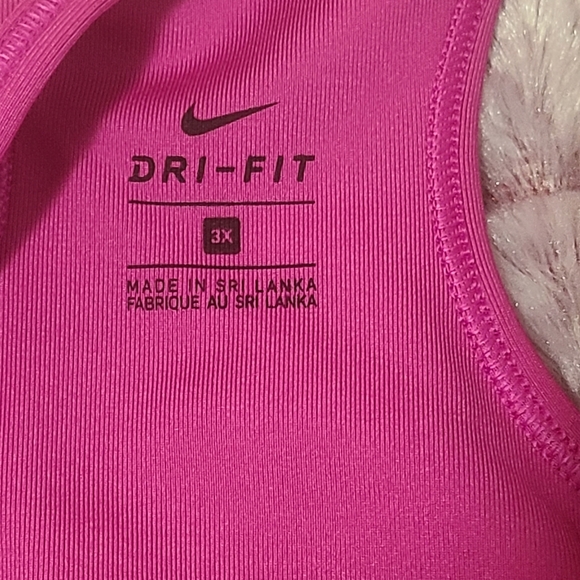 DRI-FIT
3X
MADE IN SRI LANKA
FABRIQUE AU SRI LANKA